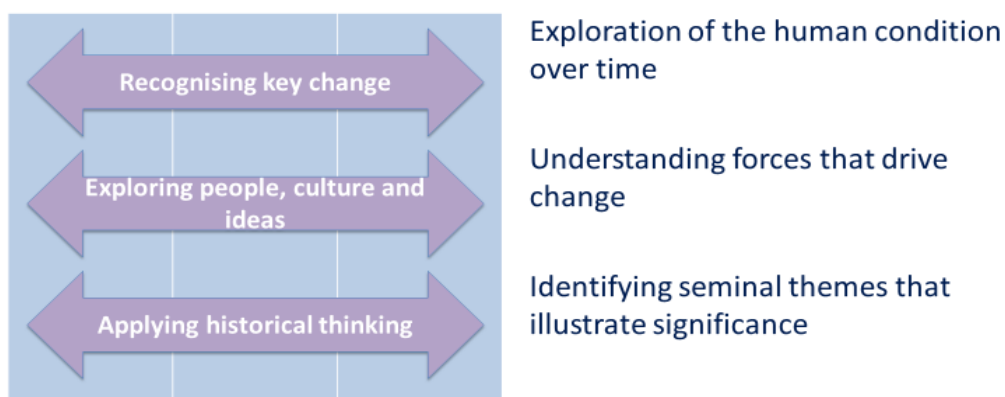 Recognising key change
Exploring people, culture and
ideas
Applying historical thinking
Exploration of the human condition
over time
Understanding forces that drive
change
Identifying seminal themes that
illustrate significance